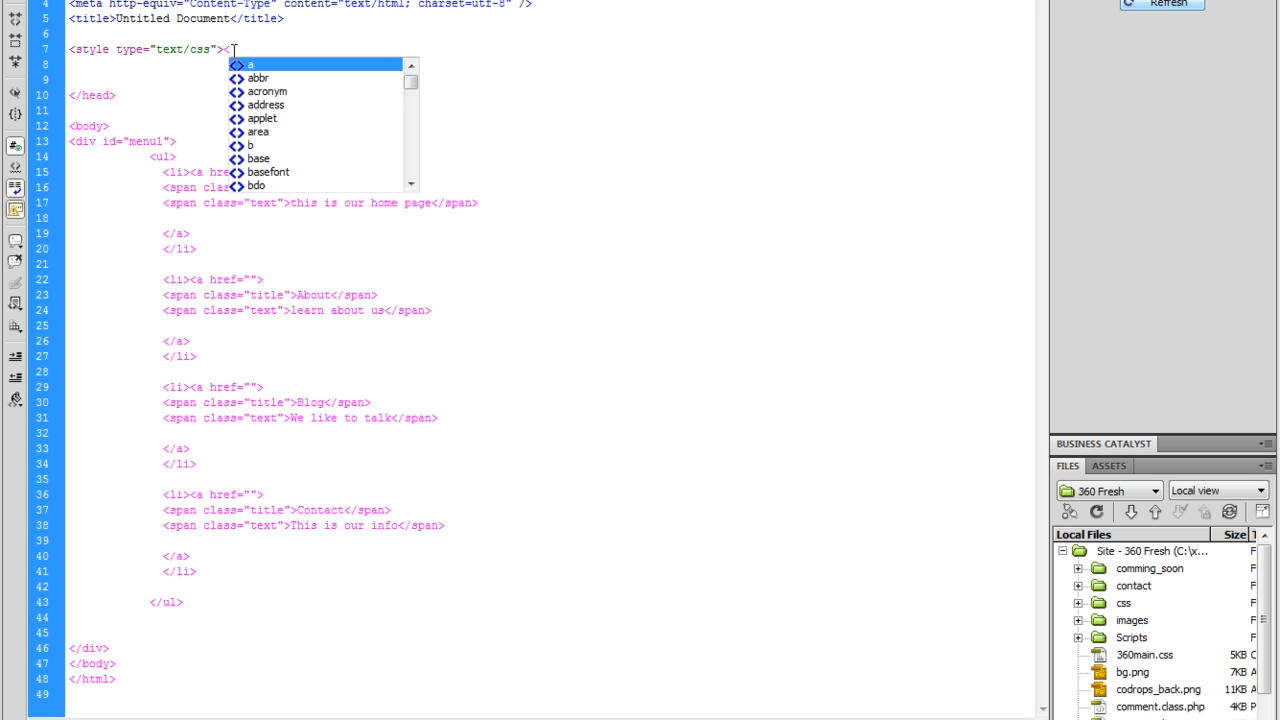 4 <meta http-equiv="Content-Type" content="text/html; charset=utf-8" />
Refresh
5 <title>Untitled Document</title>
6
7 <style type="text/css"><
8 a
abbr
9
acronym
10 </head>
address
11 applet
12 <body>
area
13 <div id="menu1">
b
14 <ul>
base
15 <li><a hre
basefont
16 <span clas
bdo
17 <span class="text">this is our home page</span>
18
19 </a>
20 </li>
21
22 <li><a href="">
23 <span class="title">About</span>
24 <span class="text">learn about us</span>
25
26 </a>
27 </li>
28
29 <li><a href="">
30 <span class="title">Blog</span>
31 <span class="text">We like to talk</span>
32
33 </a>
34 </li>
35
36 <li><a href="">
37 <span class="title">Contact</span>
38 <span class="text">This is our info</span>
39
40 </a>
41 </li>
42
43 </ul>
44
45
46 </div>
47 </body>
48 </html>
49
BUSINESS CATALYST
FILES ASSETS
360 Fresh Local view
Local Files Size T
Site - 360 Fresh (C:\x... F
comming_soon F
contact F
css F
images F
Scripts F
360main.css 5KB C
bg.png 7KB F
codrops_back.png 11KB F
comment.class.php 4KB F